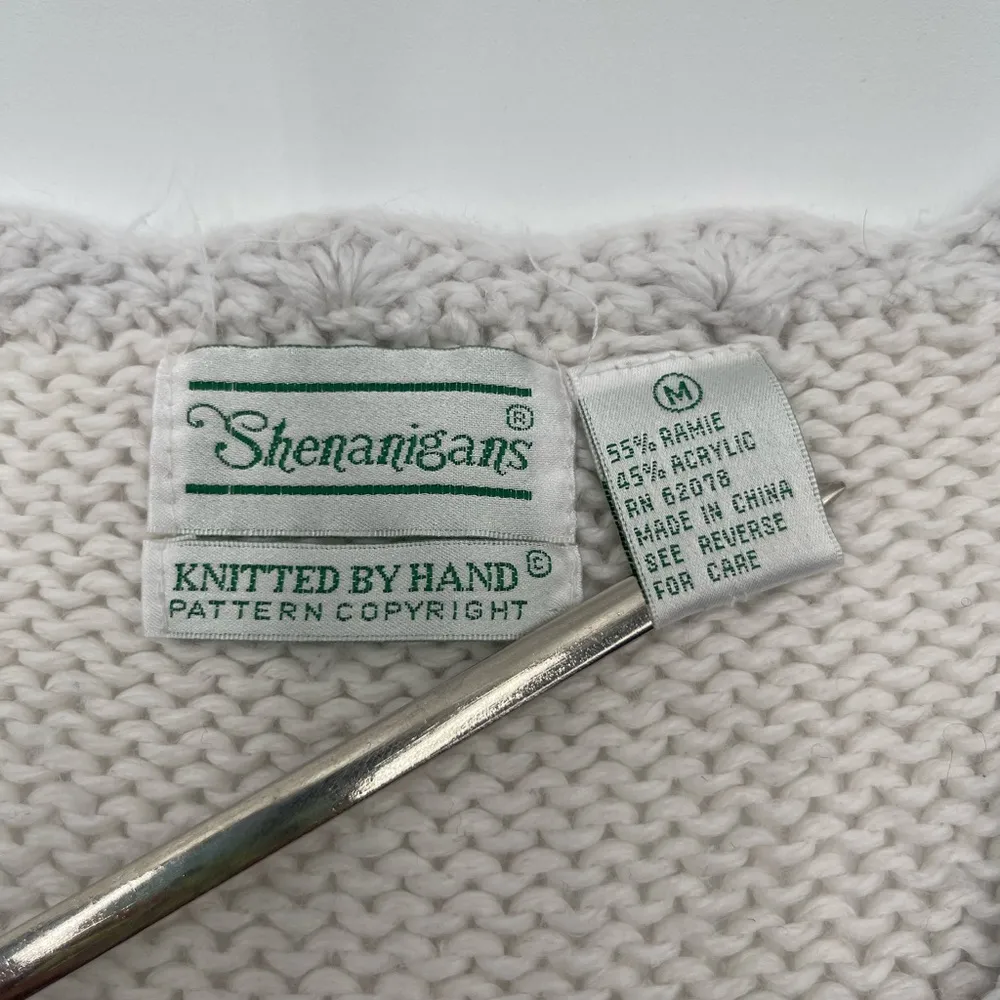 Shenanigans®
KNITTED BY HAND ©
PATTERN COPYRIGHT
M
55% RAMIE
45% ACRYLIC
RN 62078
MADE IN CHINA
SEE REVERSE
FOR CARE